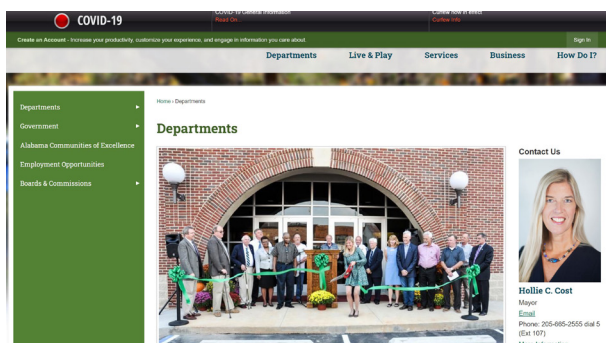 COVID-19
COVID-19 General Information
Read On...
Curfew now in effect
Curfew Info
Create an Account - Increase your productivity, customize your experience, and engage in information you care about.
Sign In
Departments
Live & Play
Services
Business
How Do I?
Departments
Government
Alabama Communities of Excellence
Employment Opportunities
Boards & Commissions
Home › Departments
Departments
Contact Us
Hollie C. Cost
Mayor
Email
Phone: 205-665-2555 dial 5
(Ext 107)